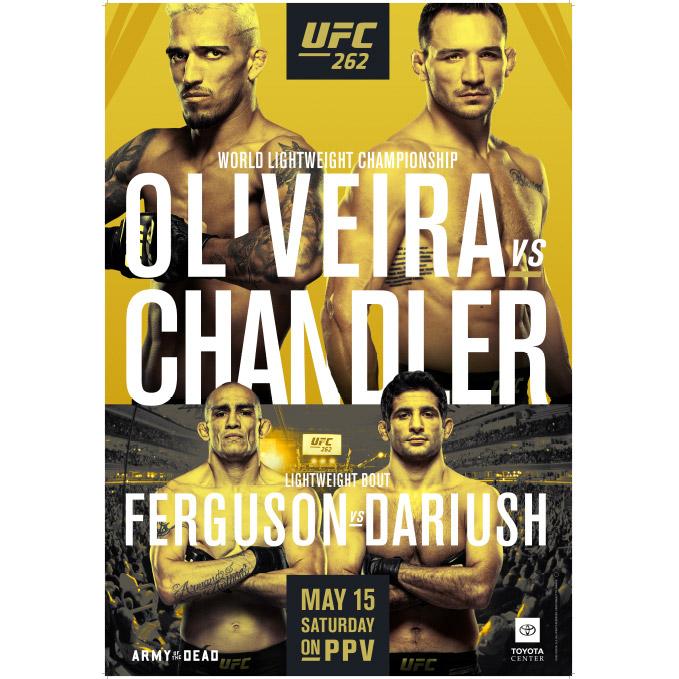 UFC
262
WORLD LIGHTWEIGHT CHAMPIONSHIP
OLIVEIRA VS
CHANDLER
UFC
262
LIGHTWEIGHT BOUT
FERGUSON VS DARIUSH
MAY 15
SATURDAY
ON PPV
ARMY OF THE DEAD
UFC
UFC
TOYOTA
CENTER